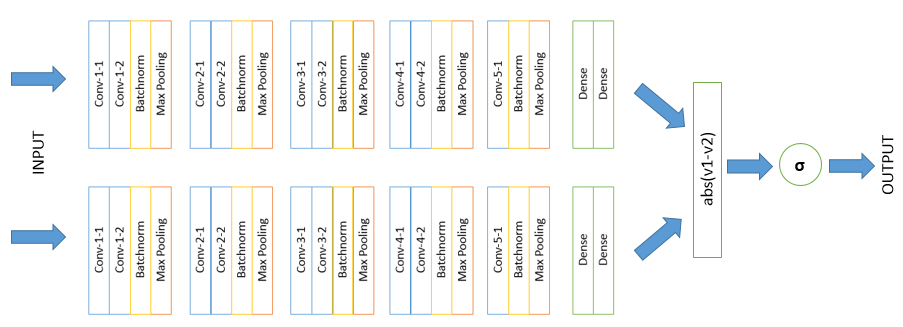 Conv-1-1
Conv-1-2
Batchnorm
Max Pooling
Conv-2-1
Conv-2-2
Batchnorm
Max Pooling
Conv-3-1
Conv-3-2
Batchnorm
Max Pooling
Conv-4-1
Conv-4-2
Batchnorm
Max Pooling
Conv-5-1
Batchnorm
Max Pooling
Dense
Dense
INPUT
abs(v1-v2)
σ
OUTPUT
Conv-1-1
Conv-1-2
Batchnorm
Max Pooling
Conv-2-1
Conv-2-2
Batchnorm
Max Pooling
Conv-3-1
Conv-3-2
Batchnorm
Max Pooling
Conv-4-1
Conv-4-2
Batchnorm
Max Pooling
Conv-5-1
Batchnorm
Max Pooling
Dense
Dense